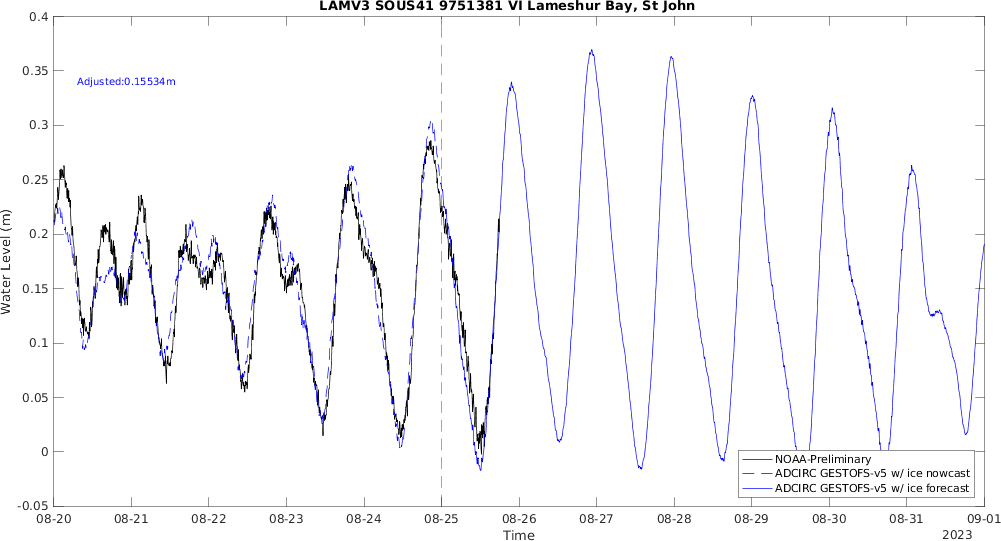 LAMV3 SOUS41 9751381 VI Lameshur Bay, St John
0.4
0.35
0.3
0.25
0.2
0.15
0.1
0.05
0
-0.05
Water Level (m)
Adjusted:0.15534m
NOAA-Preliminary
ADCIRC GESTOFS-v5 w/ ice nowcast
ADCIRC GESTOFS-v5 w/ ice forecast
08-20 08-21 08-22 08-23 08-24 08-25 08-26 08-27 08-28 08-29 08-30 08-31 09-01
Time
2023